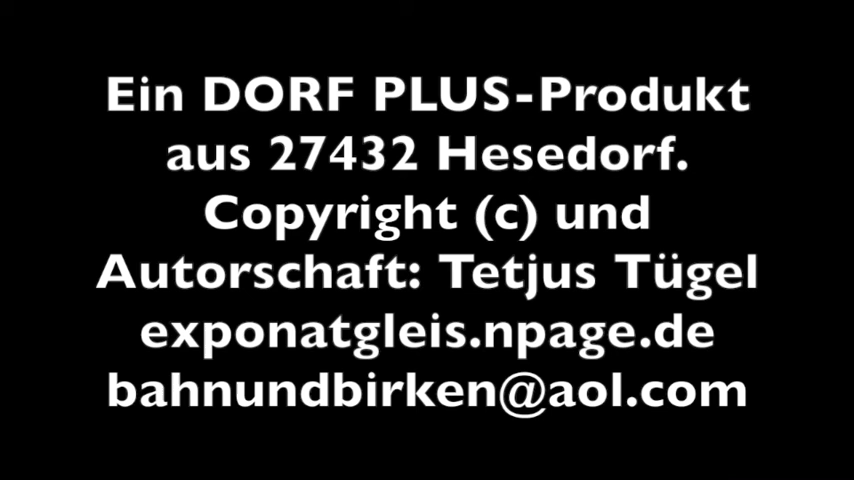 Ein DORF PLUS-Produkt
aus 27432 Hesedorf.
Copyright (c) und
Autorschaft: Tetjus Tügel
exponatgleis.npage.de
bahnundbirken@aol.com